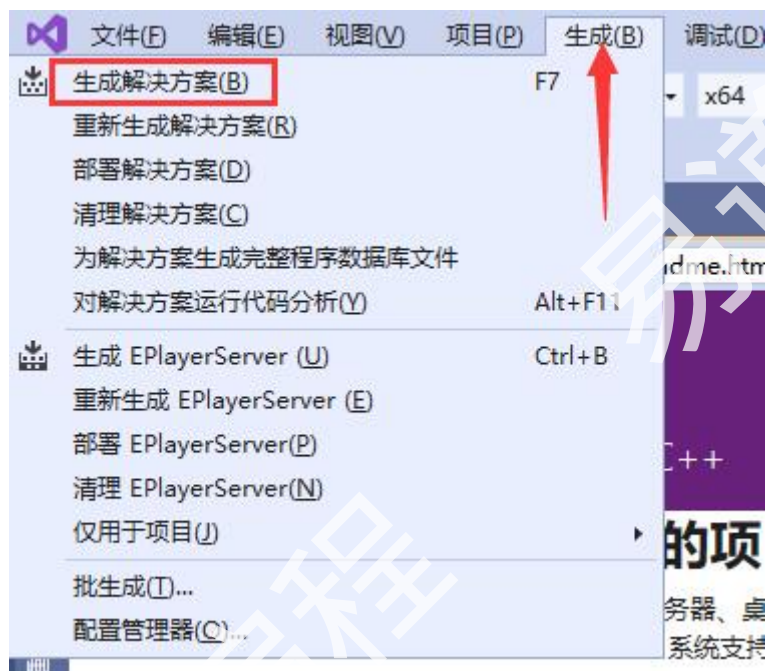 文件(F) 编辑(E) 视图(V) 项目(P) 生成(B) 调试(D)
生成解决方案(B) F7
x64
重新生成解决方案(R)
部署解决方案(D)
清理解决方案(C)
为解决方案生成完整程序数据库文件
dme.htm
对解决方案运行代码分析(Y) Alt+F11
生成 EPlayerServer (U) Ctrl+B
重新生成 EPlayerServer (E)
部署 EPlayerServer(P)
C++
清理 EPlayerServer(N)
仅用于项目(J)
的项
批生成(T)...
务器、桌
配置管理器(O)...
系统支持
易道
程